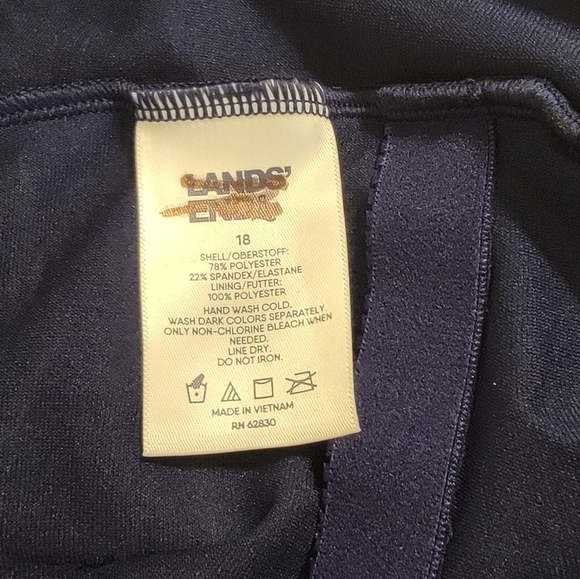 LANDS'
END
18
SHELL/OBERSTOFF:
78% POLYESTER
22% SPANDEX/ELASTANE
LINING/FUTTER:
100% POLYESTER
HAND WASH COLD.
WASH DARK COLORS SEPARATELY.
ONLY NON-CHLORINE BLEACH WHEN
NEEDED,
LINE DRY,
DO NOT IRON.
MADE IN VIETNAM
RN 62830